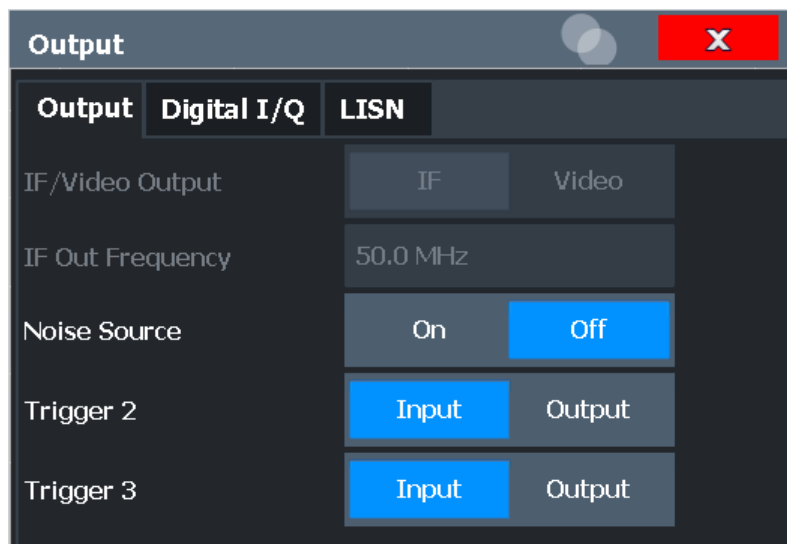 Output
X
Output Digital I/Q LISN
IF/Video Output IF Video
IF Out Frequency 50.0 MHz
Noise Source On Off
Trigger 2 Input Output
Trigger 3 Input Output